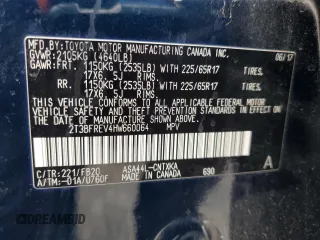 MFD. BY: TOYOTA MOTOR MANUFACTURING CANADA INC.
GVWR:2105KG (4640LB) 06/17
GAWR:FRT. 1150KG (2535LB) WITH 225/65R17 TIRES,
17X6. 5J RIMS.
RR. 1150KG (2535LB) WITH 225/65R17 TIRES,
17X6. 5J RIMS.
THIS VEHICLE CONFORMS TO ALL APPLICABLE FEDERAL
MOTOR VEHICLE SAFETY, BUMPER, AND THEFT PREVENTION
STANDARDS IN EFFECT ON THE DATE OF MANUFACTURE
SHOWN ABOVE.
2T3BFREV4HW660064 MPV
A
C/TR:221/FB20 ASA44L-CNTXKA
A/TM:-01A/U760F MADE IN CANADA 690